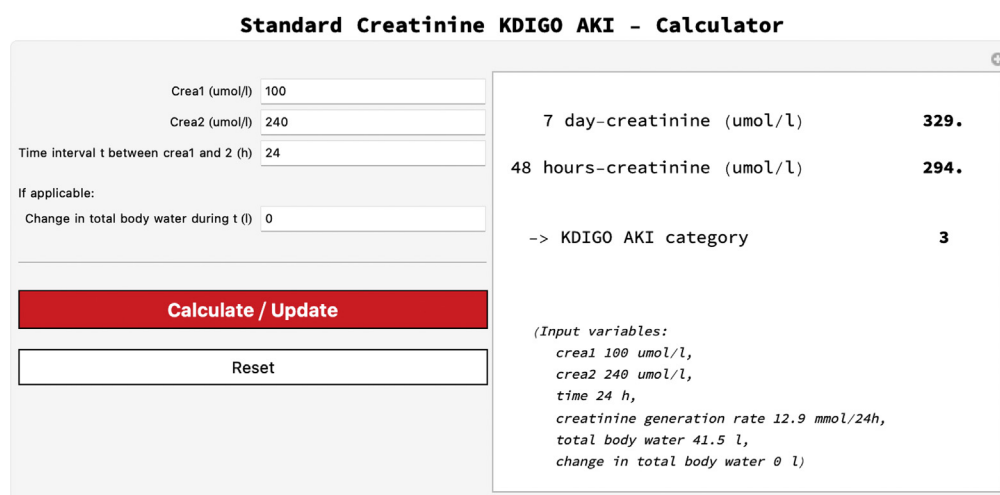 Standard Creatinine KDIGO AKI - Calculator
Crea1 (umol/l) 100
Crea2 (umol/l) 240
Time interval t between crea1 and 2 (h) 24
If applicable:
Change in total body water during t (l) 0
Calculate / Update
Reset
7 day-creatinine (umol/l) 329.
48 hours-creatinine (umol/l) 294.
-> KDIGO AKI category 3
(Input variables:
crea1 100 umol/l,
crea2 240 umol/l,
time 24 h,
creatinine generation rate 12.9 mmol/24h,
total body water 41.5 l,
change in total body water 0 l)